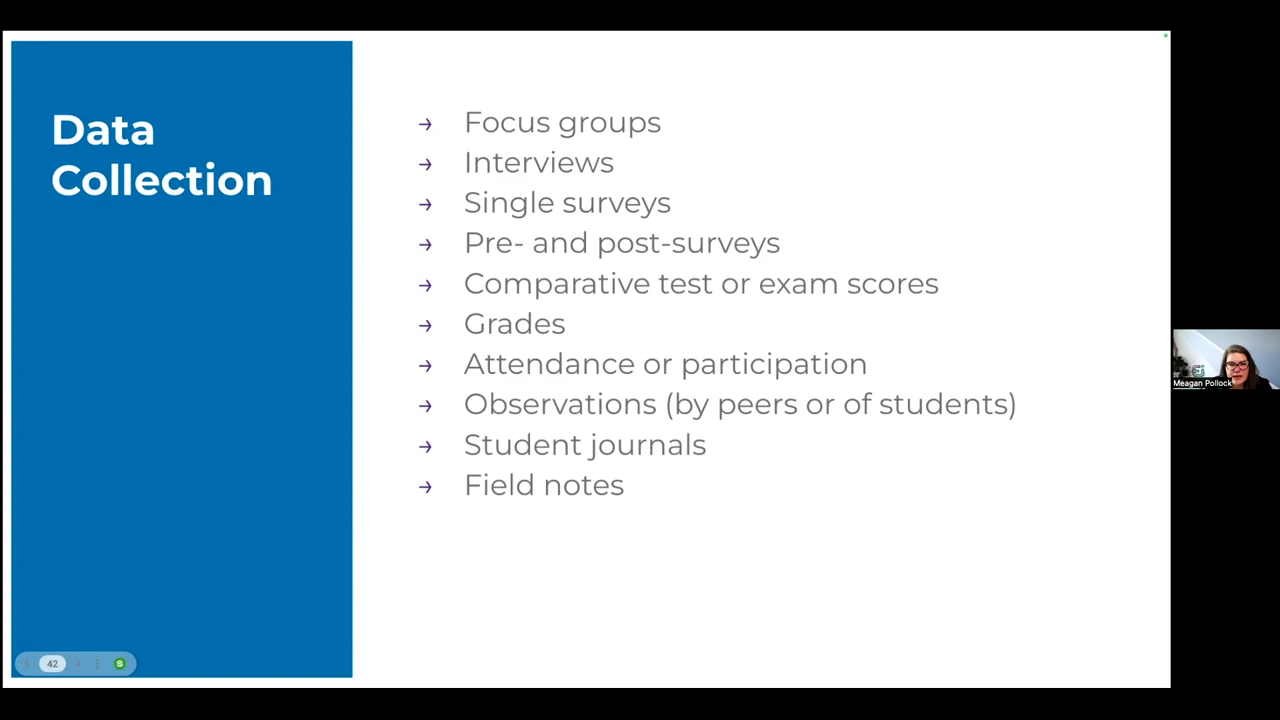 Data
Collection
→ Focus groups
→ Interviews
→ Single surveys
→ Pre- and post-surveys
→ Comparative test or exam scores
→ Grades
→ Attendance or participation
→ Observations (by peers or of students)
→ Student journals
→ Field notes
42
S
Meagan Pollock